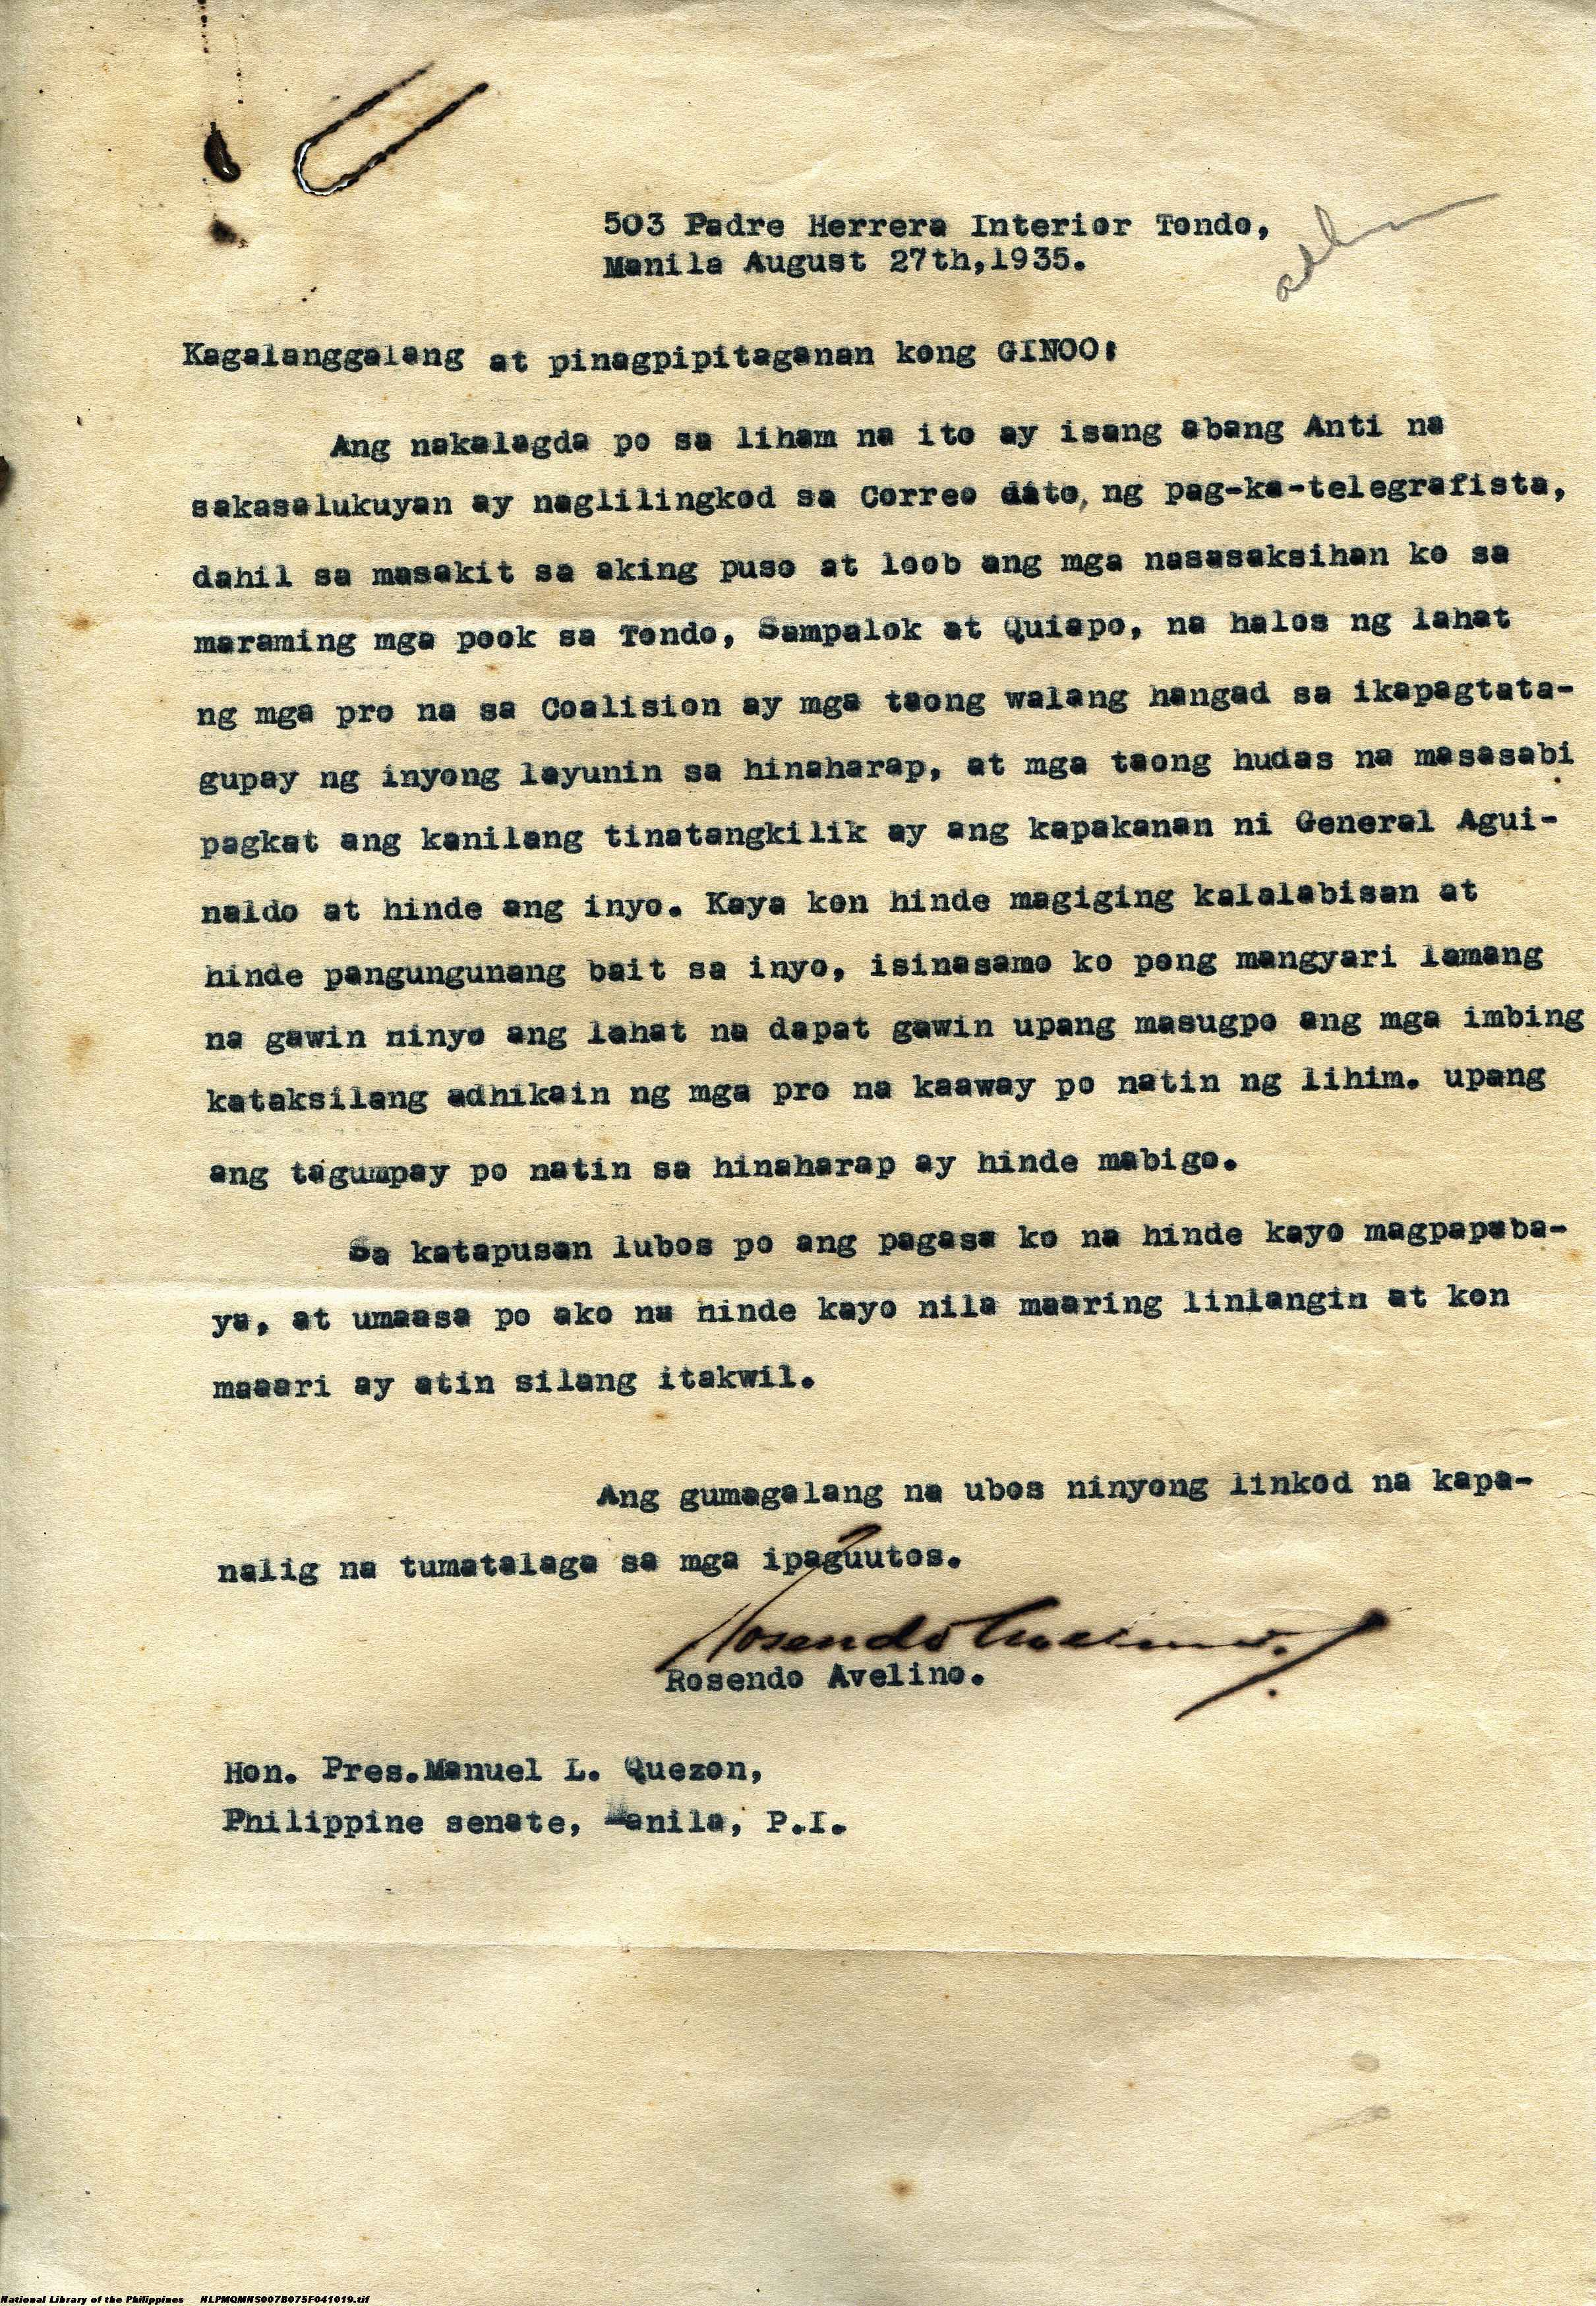 503 Padre Herrera Interior Tondo,
Manila August 27th,1935.
Kagalanggalang at pinagpipitaganan kong GINOO:
Ang nakalagda po sa liham na ito ay isang abang Anti na
sakasalukuyan ay naglilingkod sa Correo dito, ng pag-ka-telegrafista,
dahil sa masakit sa aking puso at loob ang mga nasasaksihan ko sa
maraming mga pook sa Tondo, Sampalok at Quiapo, na halos ng lahat
ng mga pro na sa Coalision ay mga taong walang hangad sa ikapagtata-
gupay ng inyong layunin sa hinaharap, at mga taong hudas na masasabi
pagkat ang kanilang tinatangkilik ay ang kapakanan ni General Agui-
naldo at hinde ang inyo. Kaya kon hinde magiging kalalabisan at
hinde pangungunang bait sa inyo, isinasamo ko pong mangyari lamang
na gawin ninyo ang lahat na dapat gawin upang masugpo ang mga imbing
kataksilang adhikain ng mga pro na kaaway po natin ng lihim. upang
ang tagumpay po natin sa hinaharap ay hinde mabigo.
Sa katapusan lubos po ang pagasa ko na hinde kayo magpapaba-
ya, at umaasa po ako na hinde kayo nila maaring linlangin at kon
maaari ay atin silang itakwil.
Ang gumagalang na ubos ninyong linkod na kapa-
nalig na tumatalaga sa mga ipaguutos.
Rosendo Avelino.
Rosendo Avelino.
Hon. Pres.Manuel L. Quezon,
Philippine senate, Manila, P.I.
National Library of the Philippines NLPMQMNS007B075F041019.tif